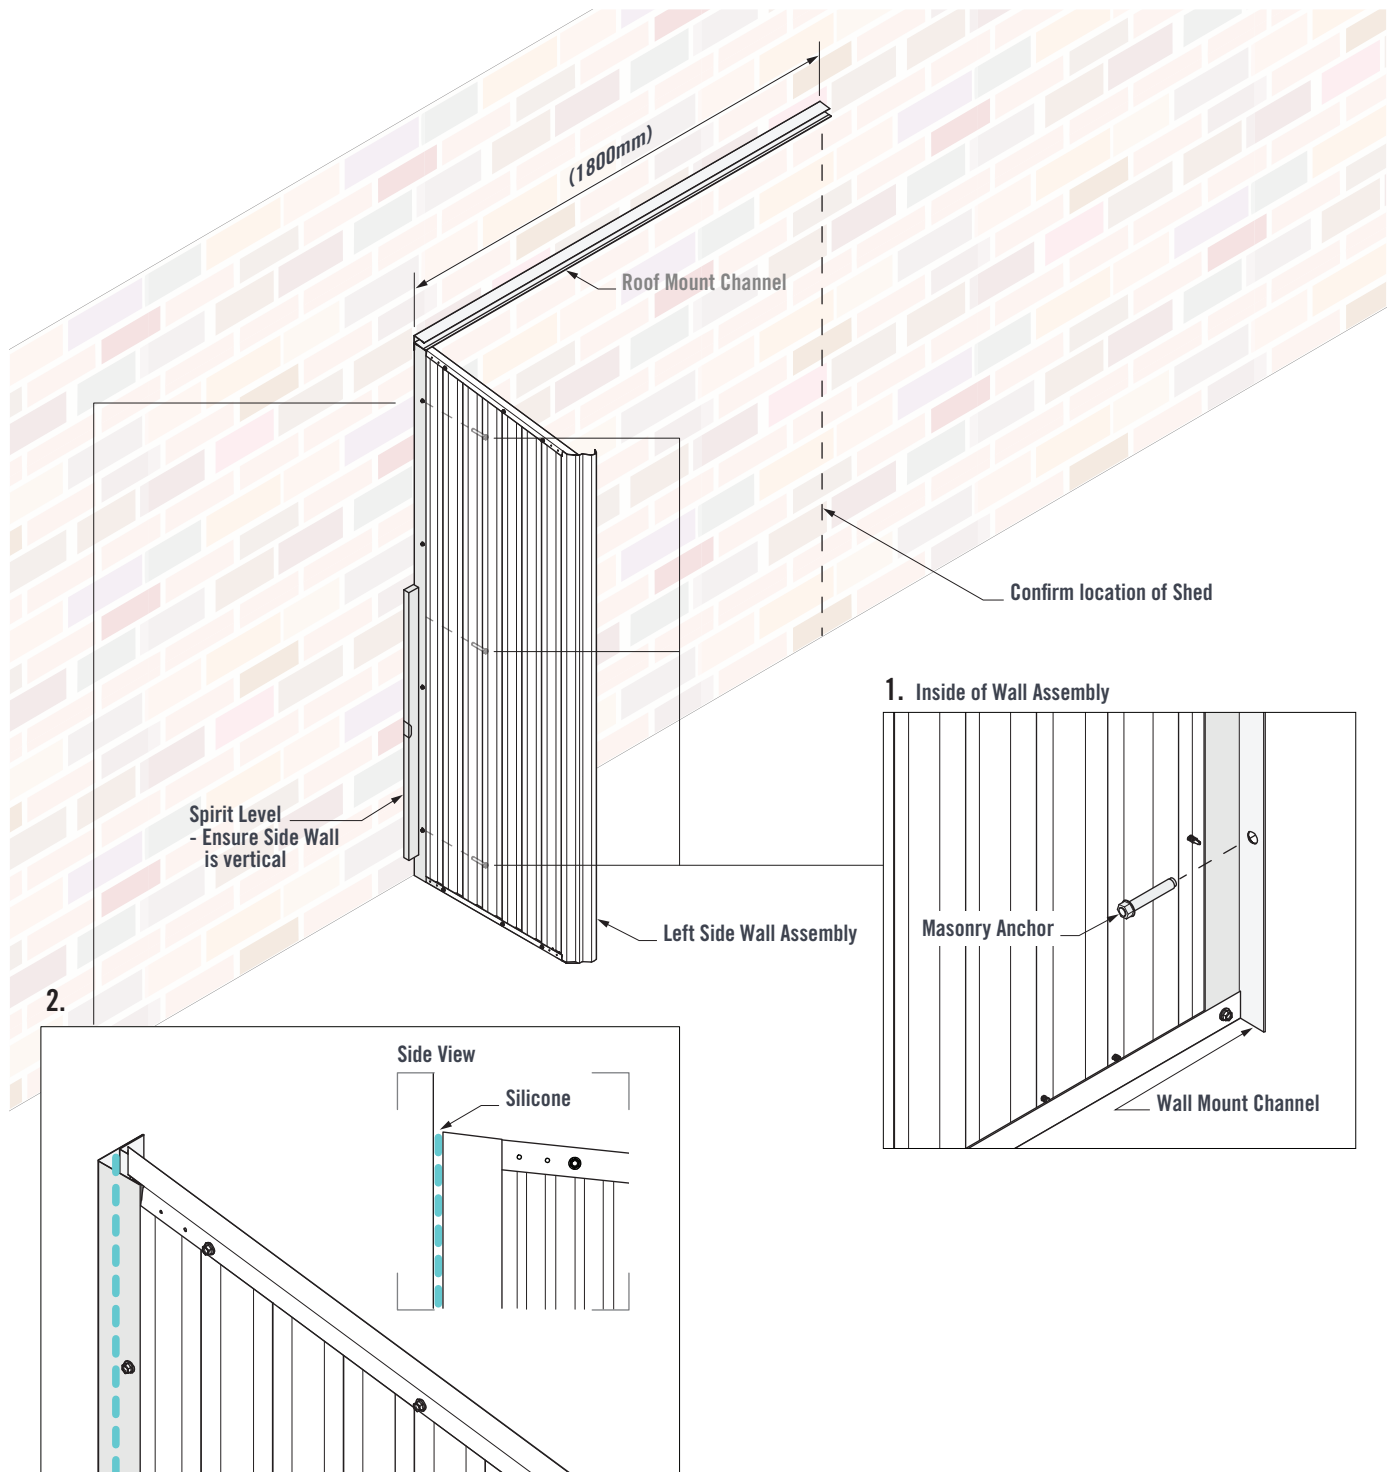 (1800mm)
Roof Mount Channel
Confirm location of Shed
1. Inside of Wall Assembly
Spirit Level
- Ensure Side Wall
is vertical
Masonry Anchor
Left Side Wall Assembly
2.
Side View
Silicone
Wall Mount Channel